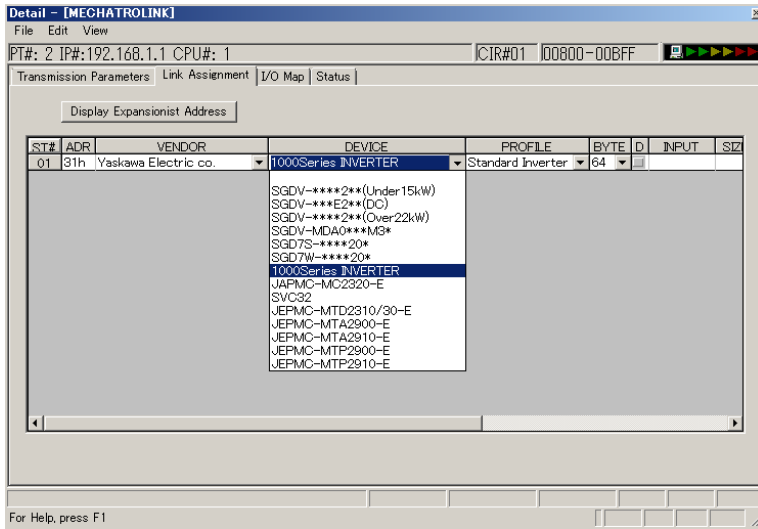 Detail - [MECHATROLINK]
File Edit View
PT#: 2 IP#:192.168.1.1 CPU#: 1 CIR#01 00800-00BFF
Transmission Parameters Link Assignment I/O Map Status
Display Expansionist Address
ST# ADR VENDOR DEVICE PROFILE BYTE D INPUT SIZ
01 31h Yaskawa Electric co. 1000Series INVERTER Standard Inverter 64
SGDV-****2**(Under15kW)
SGDV-***E2**(DC)
SGDV-****2**(Over22kW)
SGDV-MDA0***M3*
SGD7S-****20*
SGD7W-****20*
1000Series INVERTER
JAPMC-MC2320-E
SVC32
JEPMC-MTD2310/30-E
JEPMC-MTA2900-E
JEPMC-MTA2910-E
JEPMC-MTP2900-E
JEPMC-MTP2910-E
For Help, press F1